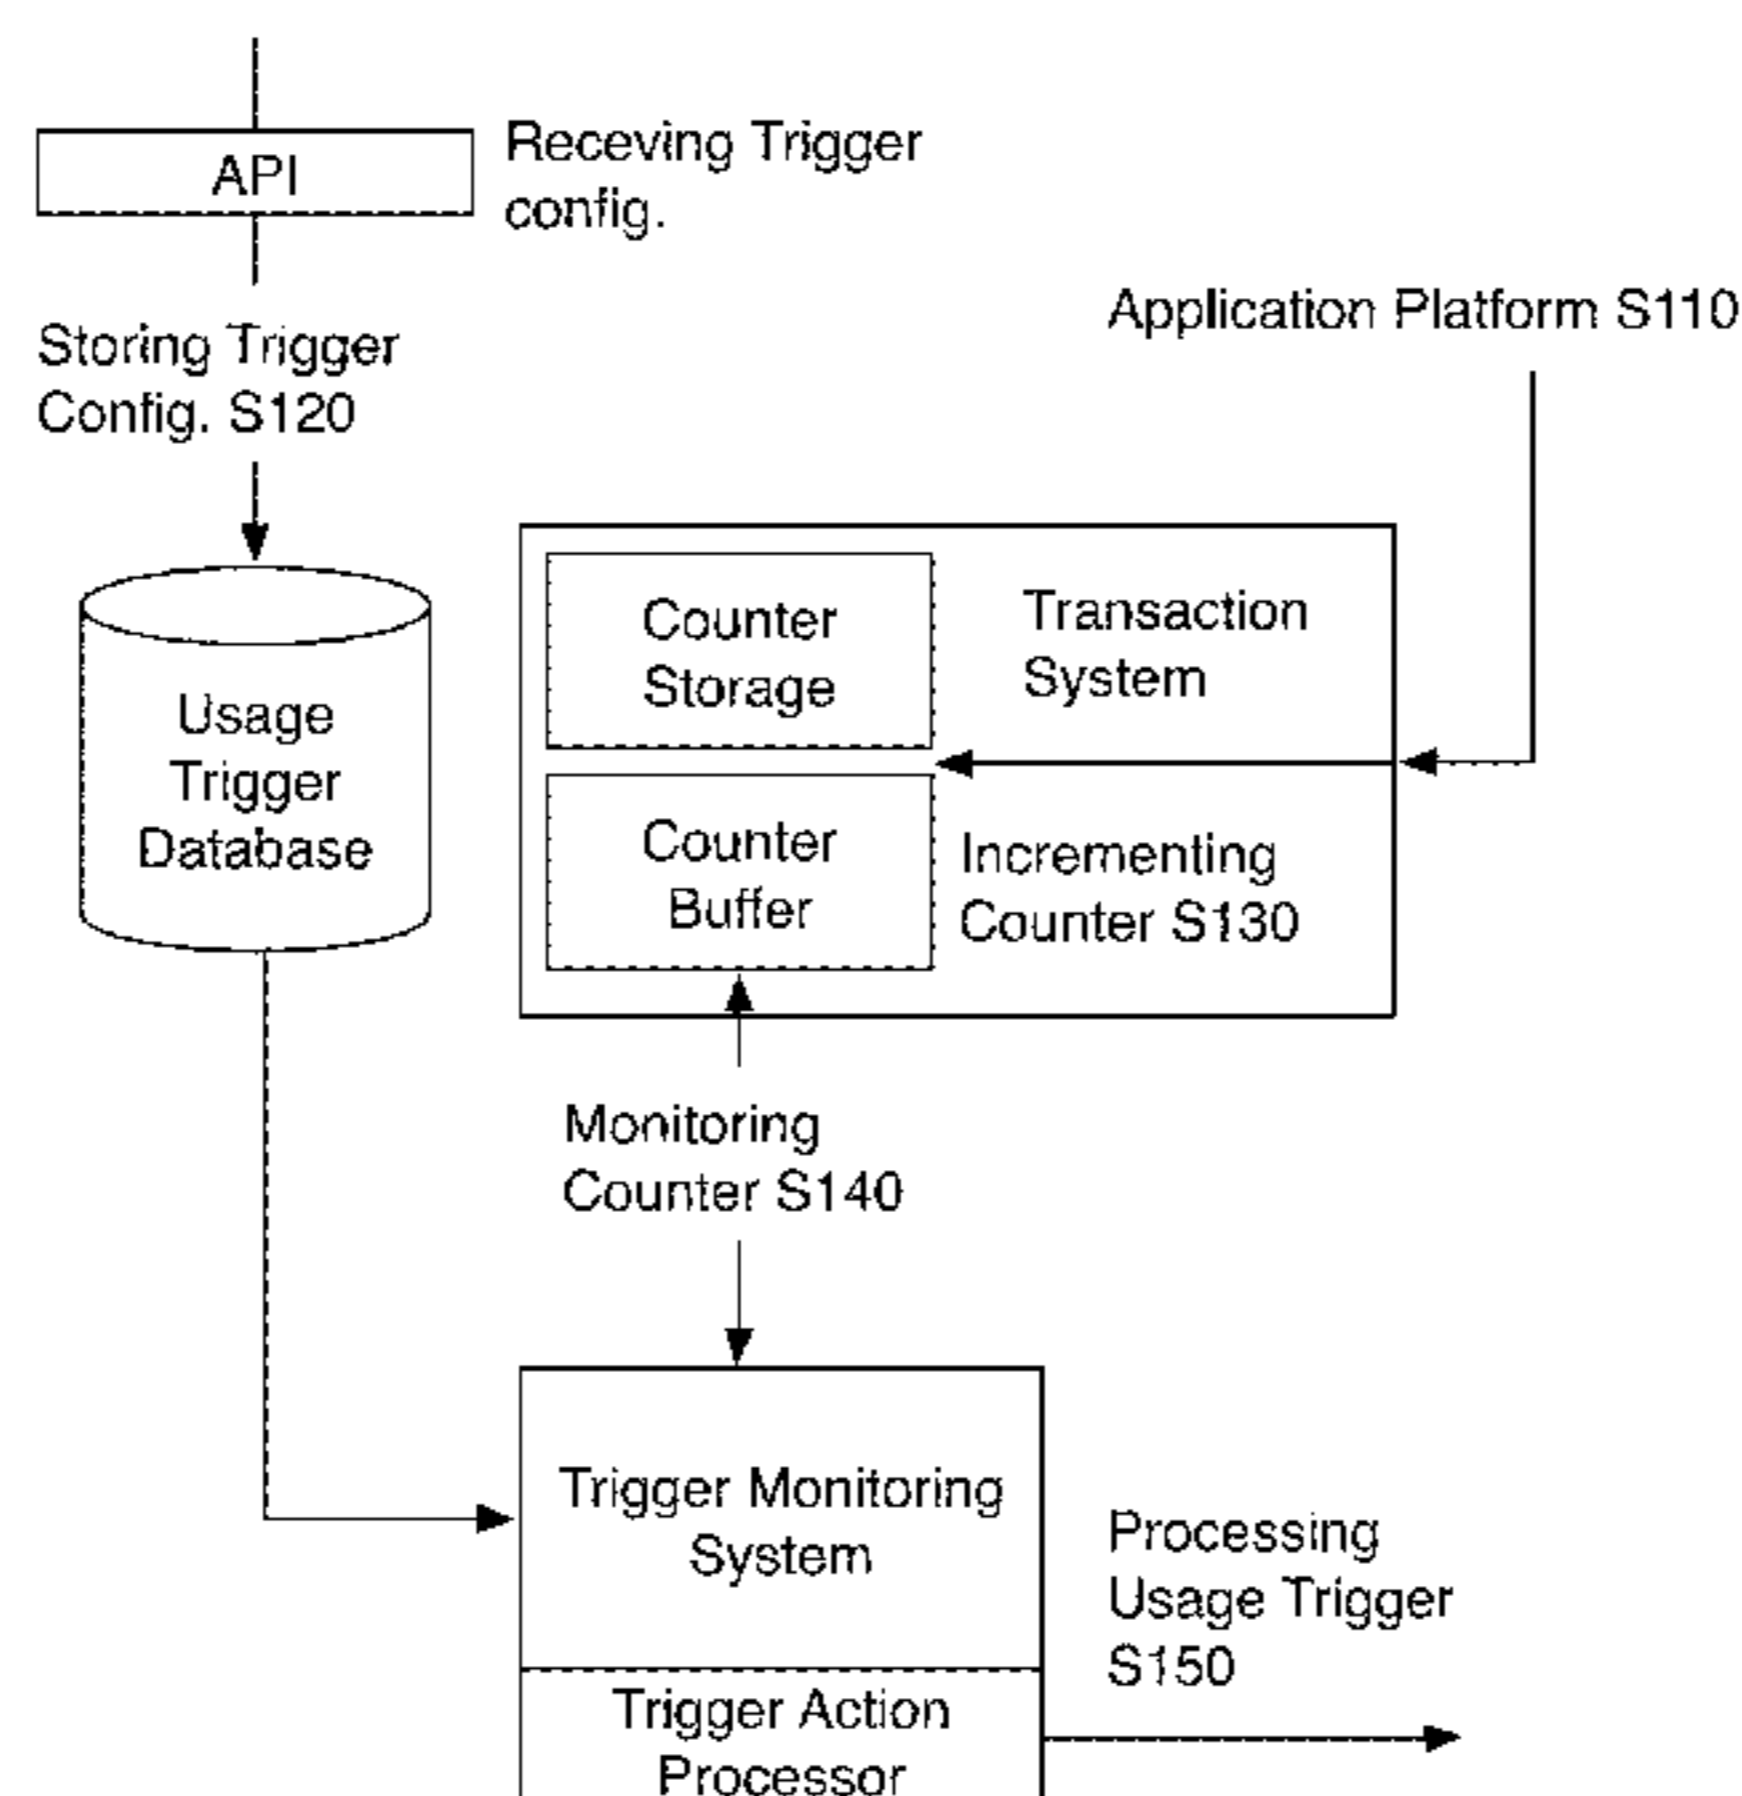 API
Receving Trigger
config.
Storing Trigger
Config. S120
Application Platform S110
Usage
Trigger
Database
Counter
Storage
Transaction
System
Counter
Buffer
Incrementing
Counter S130
Monitoring
Counter S140
Trigger Monitoring
System
Processing
Usage Trigger
S150
Trigger Action
Processor